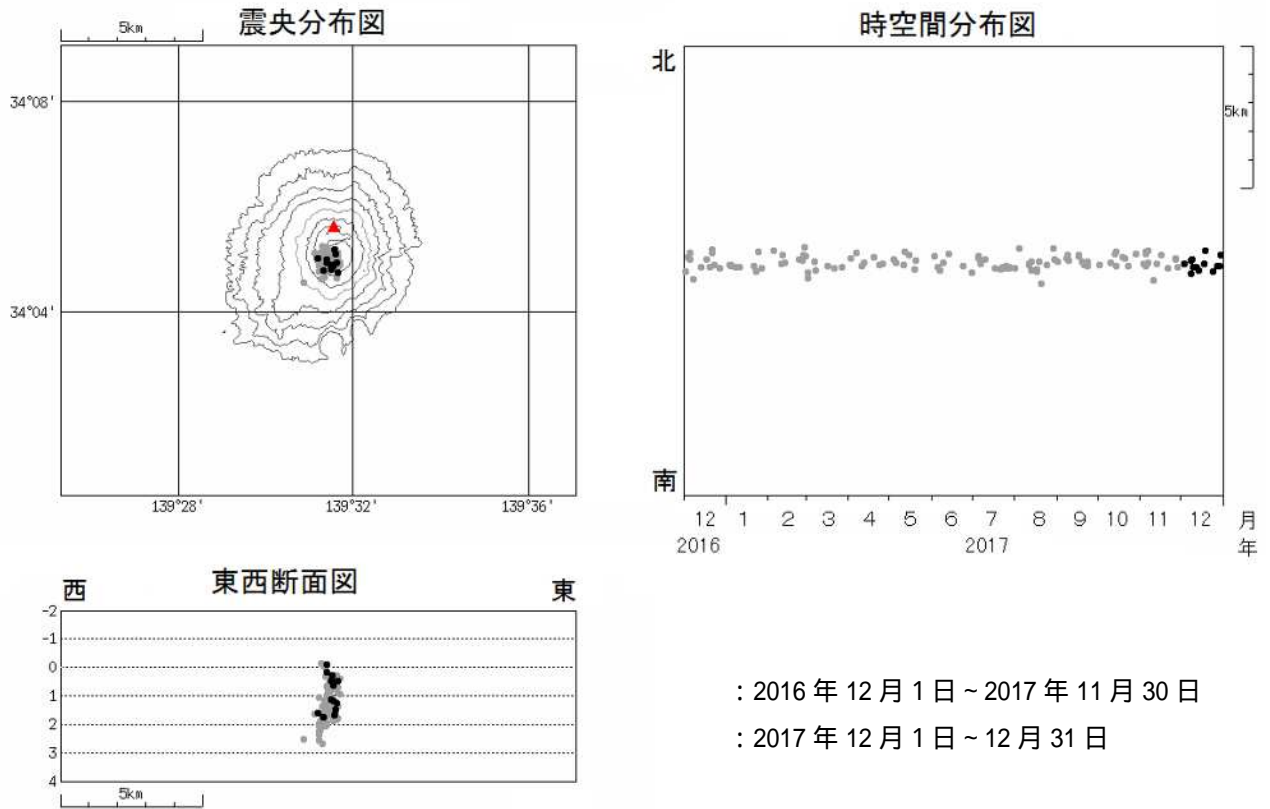 震央分布図
5km
34°08'
34°04'
139°28'
139°32'
139°36'
時空間分布図
北
5km
南
12 1 2 3 4 5 6 7 8 9 10 11 12 月
2016 2017 年
東西断面図
西
東
-2
-1
0
1
2
3
4
5km
：2016 年 12 月 1 日 ~ 2017 年 11 月 30 日
：2017 年 12 月 1 日 ~ 12 月 31 日